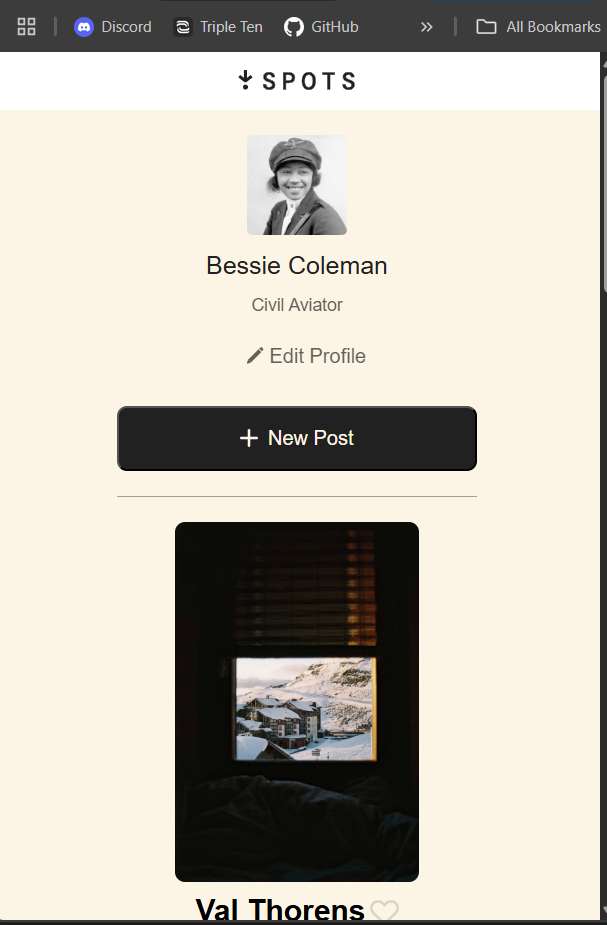 Discord Triple Ten GitHub All Bookmarks
SPOTS
Bessie Coleman
Civil Aviator
Edit Profile
New Post
Val Thorens